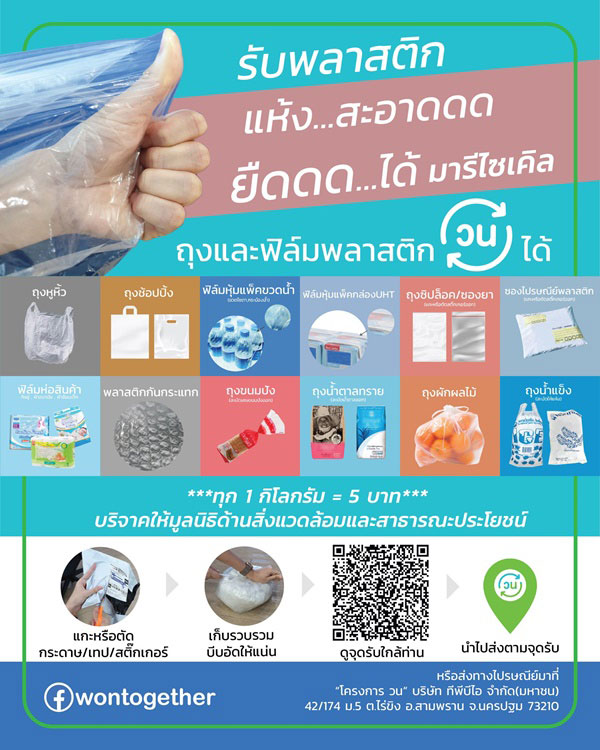 รับพลาสติก
แห้ง...สะอาดดด
ยืดดด...ได้ มารีไซเคิล
ถุงและฟิล์มพลาสติก วน ได้
ถุงหูหิ้ว
ถุงช้อปปิ้ง
ฟิล์มหุ้มแพ็คขวดน้ำ
ฟิล์มหุ้มแพ็คกล่องUHT
ถุงซิปล็อค/ซองยา
ซองไปรษณีย์พลาสติก
ฟิล์มห่อสินค้า
พลาสติกกันกระแทก
ถุงขนมปัง
ถุงน้ำตาลทราย
ถุงผักผลไม้
ถุงน้ำแข็ง
***ทุก 1 กิโลกรัม = 5 บาท***
บริจาคให้มูลนิธิด้านสิ่งแวดล้อมและสาธารณะประโยชน์
แกะหรือตัด
กระดาษ/เทป/สติ๊กเกอร์
เก็บรวบรวม
บีบอัดให้แน่น
ดูจุดรับใกล้ท่าน
วน
นำไปส่งตามจุดรับ
wontogether
หรือส่งทางไปรษณีย์มาที่
"โครงการ วน" บริษัท ทีพีบีไอ จำกัด(มหาชน)
42/174 ม.5 ต.ไร่ขิง อ.สามพราน จ.นครปฐม 73210